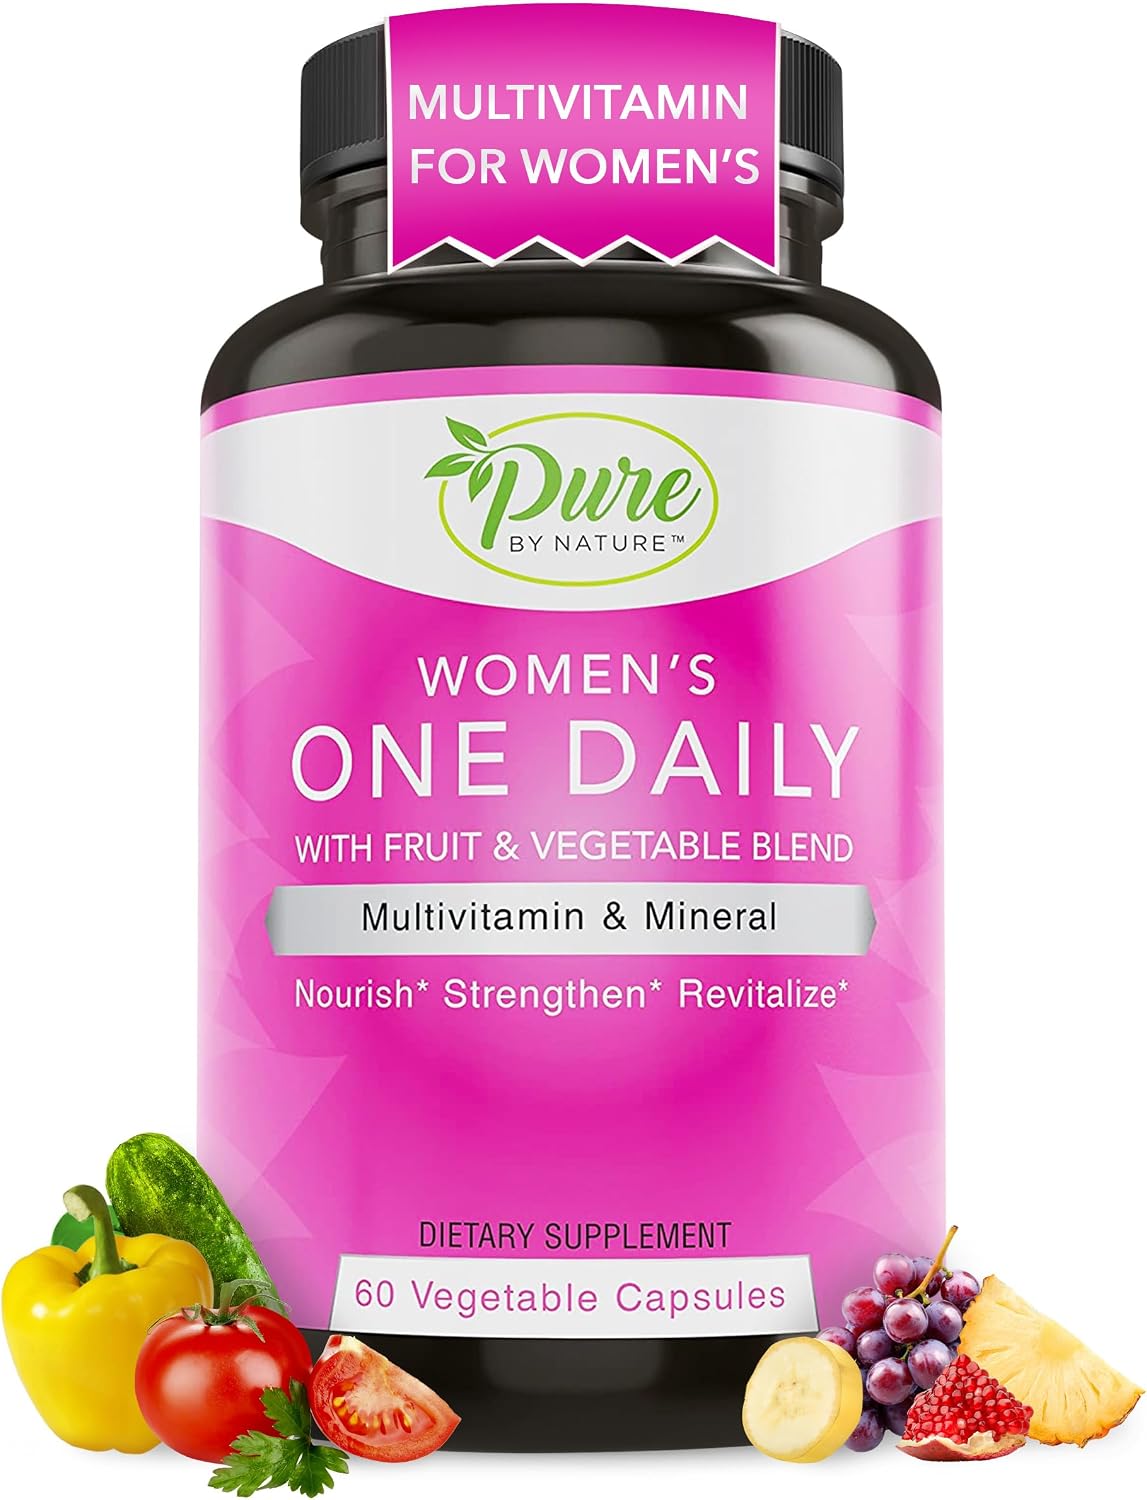 MULTIVITAMIN
FOR WOMEN'S
Pure
BY NATURE™
WOMEN'S
ONE DAILY
WITH FRUIT & VEGETABLE BLEND
Multivitamin & Mineral
Nourish* Strengthen* Revitalize*
DIETARY SUPPLEMENT
60 Vegetable Capsules